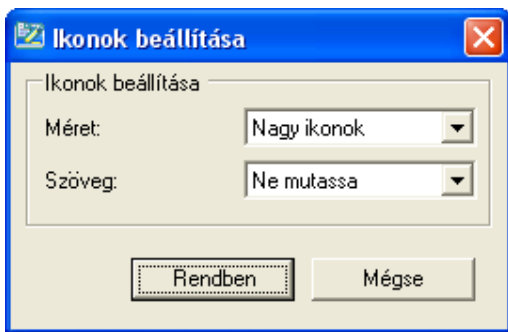 Ikonok beállítása
Ikonok beállítása
Méret: Nagy ikonok
Szöveg: Ne mutassa
Rendben Mégse